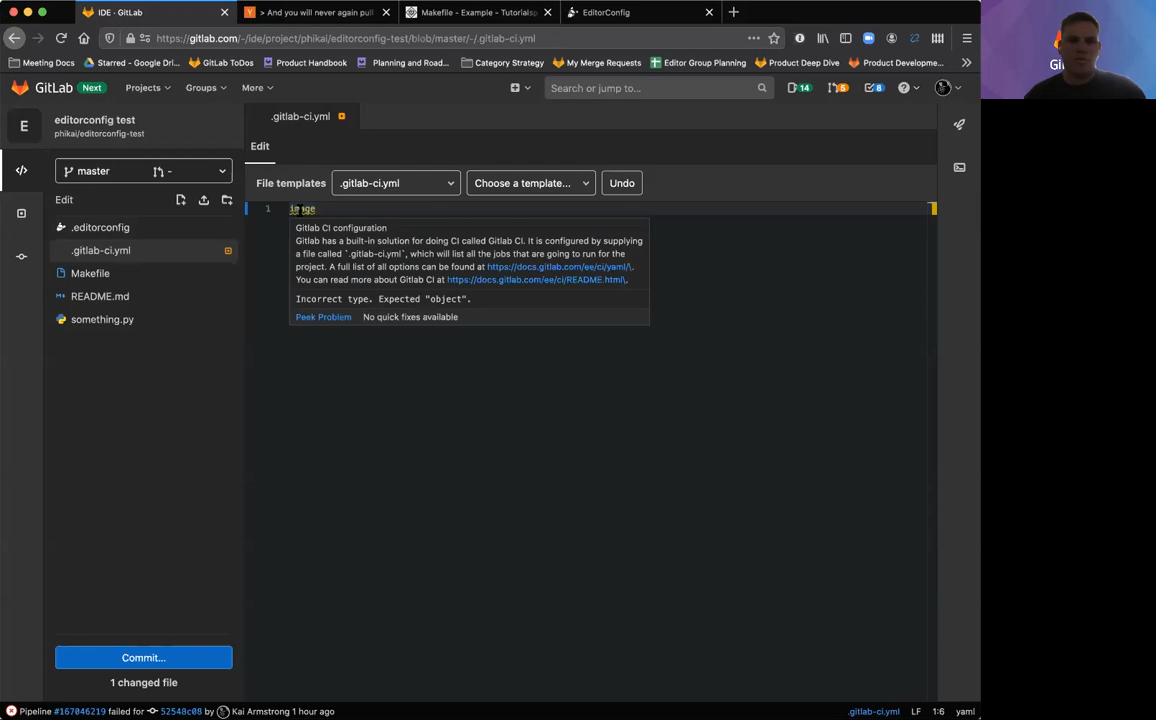 IDE · GitLab
> And you will never again pull
Makefile - Example - Tutorialsp
EditorConfig
https://gitlab.com/-/ide/project/phikai/editorconfig-test/blob/master/-/.gitlab-ci.yml
Meeting Docs
Starred - Google Dri...
GitLab ToDos
Product Handbook
Planning and Road...
Category Strategy
My Merge Requests
Editor Group Planning
Product Deep Dive
Product Developme...
GitLab Next
Projects
Groups
More
Search or jump to...
14
5
8
E
editorconfig test
phikai/editorconfig-test
.gitlab-ci.yml
Edit
master
-
File templates
.gitlab-ci.yml
Choose a template...
Undo
Edit
1
image
.editorconfig
.gitlab-ci.yml
Makefile
README.md
something.py
Gitlab CI configuration
Gitlab has a built-in solution for doing CI called Gitlab CI. It is configured by supplying
a file called `.gitlab-ci.yml`, which will list all the jobs that are going to run for the
project. A full list of all options can be found at https://docs.gitlab.com/ee/ci/yaml/\.
You can read more about Gitlab CI at https://docs.gitlab.com/ee/ci/README.html\.
Incorrect type. Expected "object".
Peek Problem No quick fixes available
Commit...
1 changed file
Pipeline #167046219 failed for 52548c08 by Kai Armstrong 1 hour ago
.gitlab-ci.yml LF 1:6 yaml